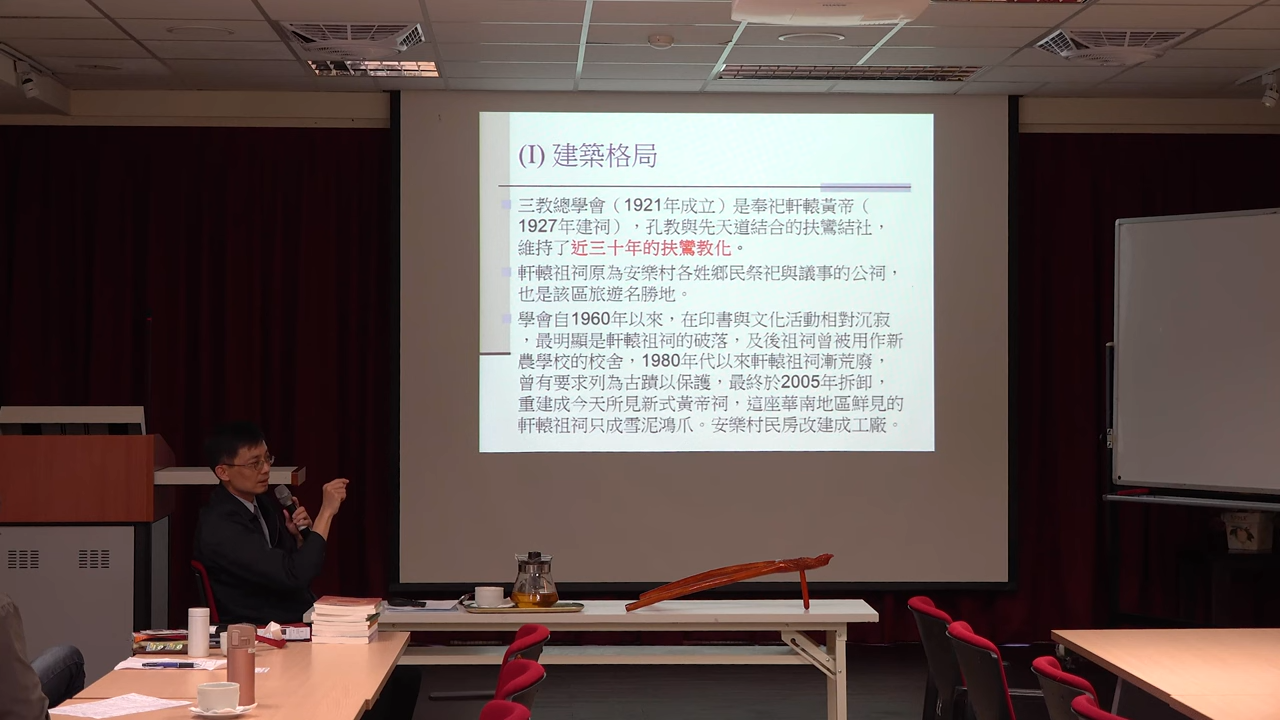 (I) 建築格局
三教總學會（1921年成立）是奉祀軒轅黃帝（
1927年建祠），孔教與先天道結合的扶鸞結社，
維持了近三十年的扶鸞教化。
軒轅祖祠原為安樂村各姓鄉民祭祀與議事的公祠，
也是該區旅遊名勝地。
學會自1960年以來，在印書與文化活動相對沉寂
，最明顯是軒轅祖祠的破落，及後祖祠曾被用作新
農學校的校舍，1980年代以來軒轅祖祠漸荒廢，
曾有要求列為古蹟以保護，最終於2005年拆卸，
重建成今天所見新式黃帝祠，這座華南地區鮮見的
軒轅祖祠只成雪泥鴻爪。安樂村民房改建成工廠。